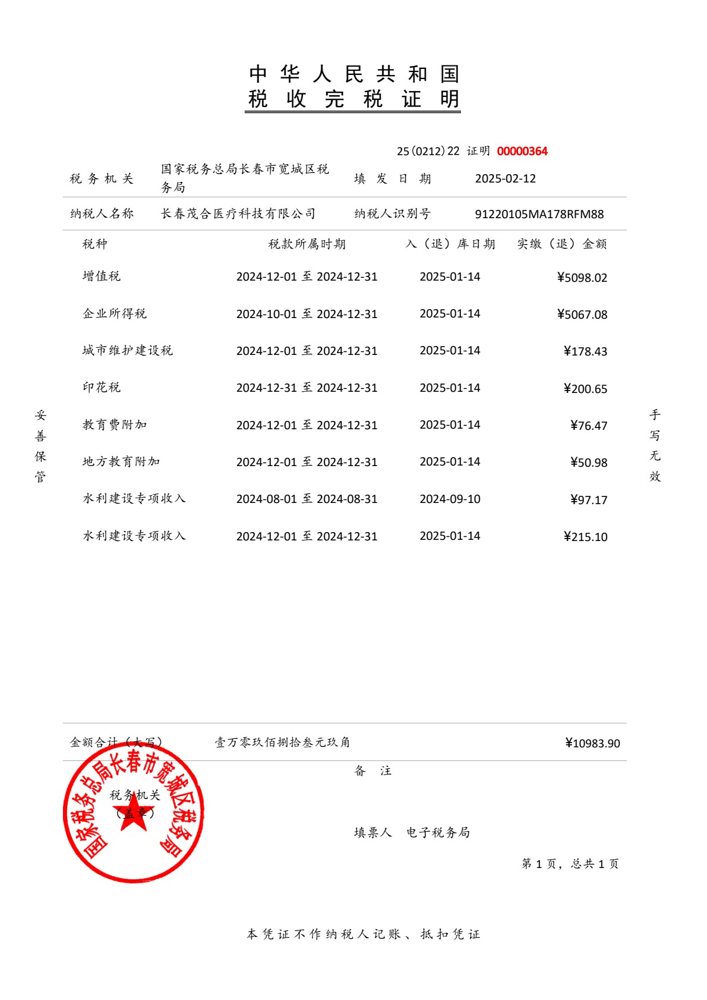 中华人民共和国
税收完税证明
25(0212)22 证明 00000364
税务机关 国家税务总局长春市宽城区税务局 填发日期 2025-02-12
纳税人名称 长春茂合医疗科技有限公司 纳税人识别号 91220105MA178RFM88
税种 税款所属时期 入（退）库日期 实缴（退）金额
增值税 2024-12-01 至 2024-12-31 2025-01-14 ¥5098.02
企业所得税 2024-10-01 至 2024-12-31 2025-01-14 ¥5067.08
城市维护建设税 2024-12-01 至 2024-12-31 2025-01-14 ¥178.43
印花税 2024-12-31 至 2024-12-31 2025-01-14 ¥200.65
教育费附加 2024-12-01 至 2024-12-31 2025-01-14 ¥76.47
地方教育附加 2024-12-01 至 2024-12-31 2025-01-14 ¥50.98
水利建设专项收入 2024-08-01 至 2024-08-31 2024-09-10 ¥97.17
水利建设专项收入 2024-12-01 至 2024-12-31 2025-01-14 ¥215.10
妥善保管
手写无效
金额合计（大写） 壹万零玖佰捌拾叁元玖角 ¥10983.90
备 注
税务机关
（盖章）
国家税务总局长春市宽城区税务局
填票人 电子税务局
第 1 页，总共 1 页
本凭证不作纳税人记账、抵扣凭证